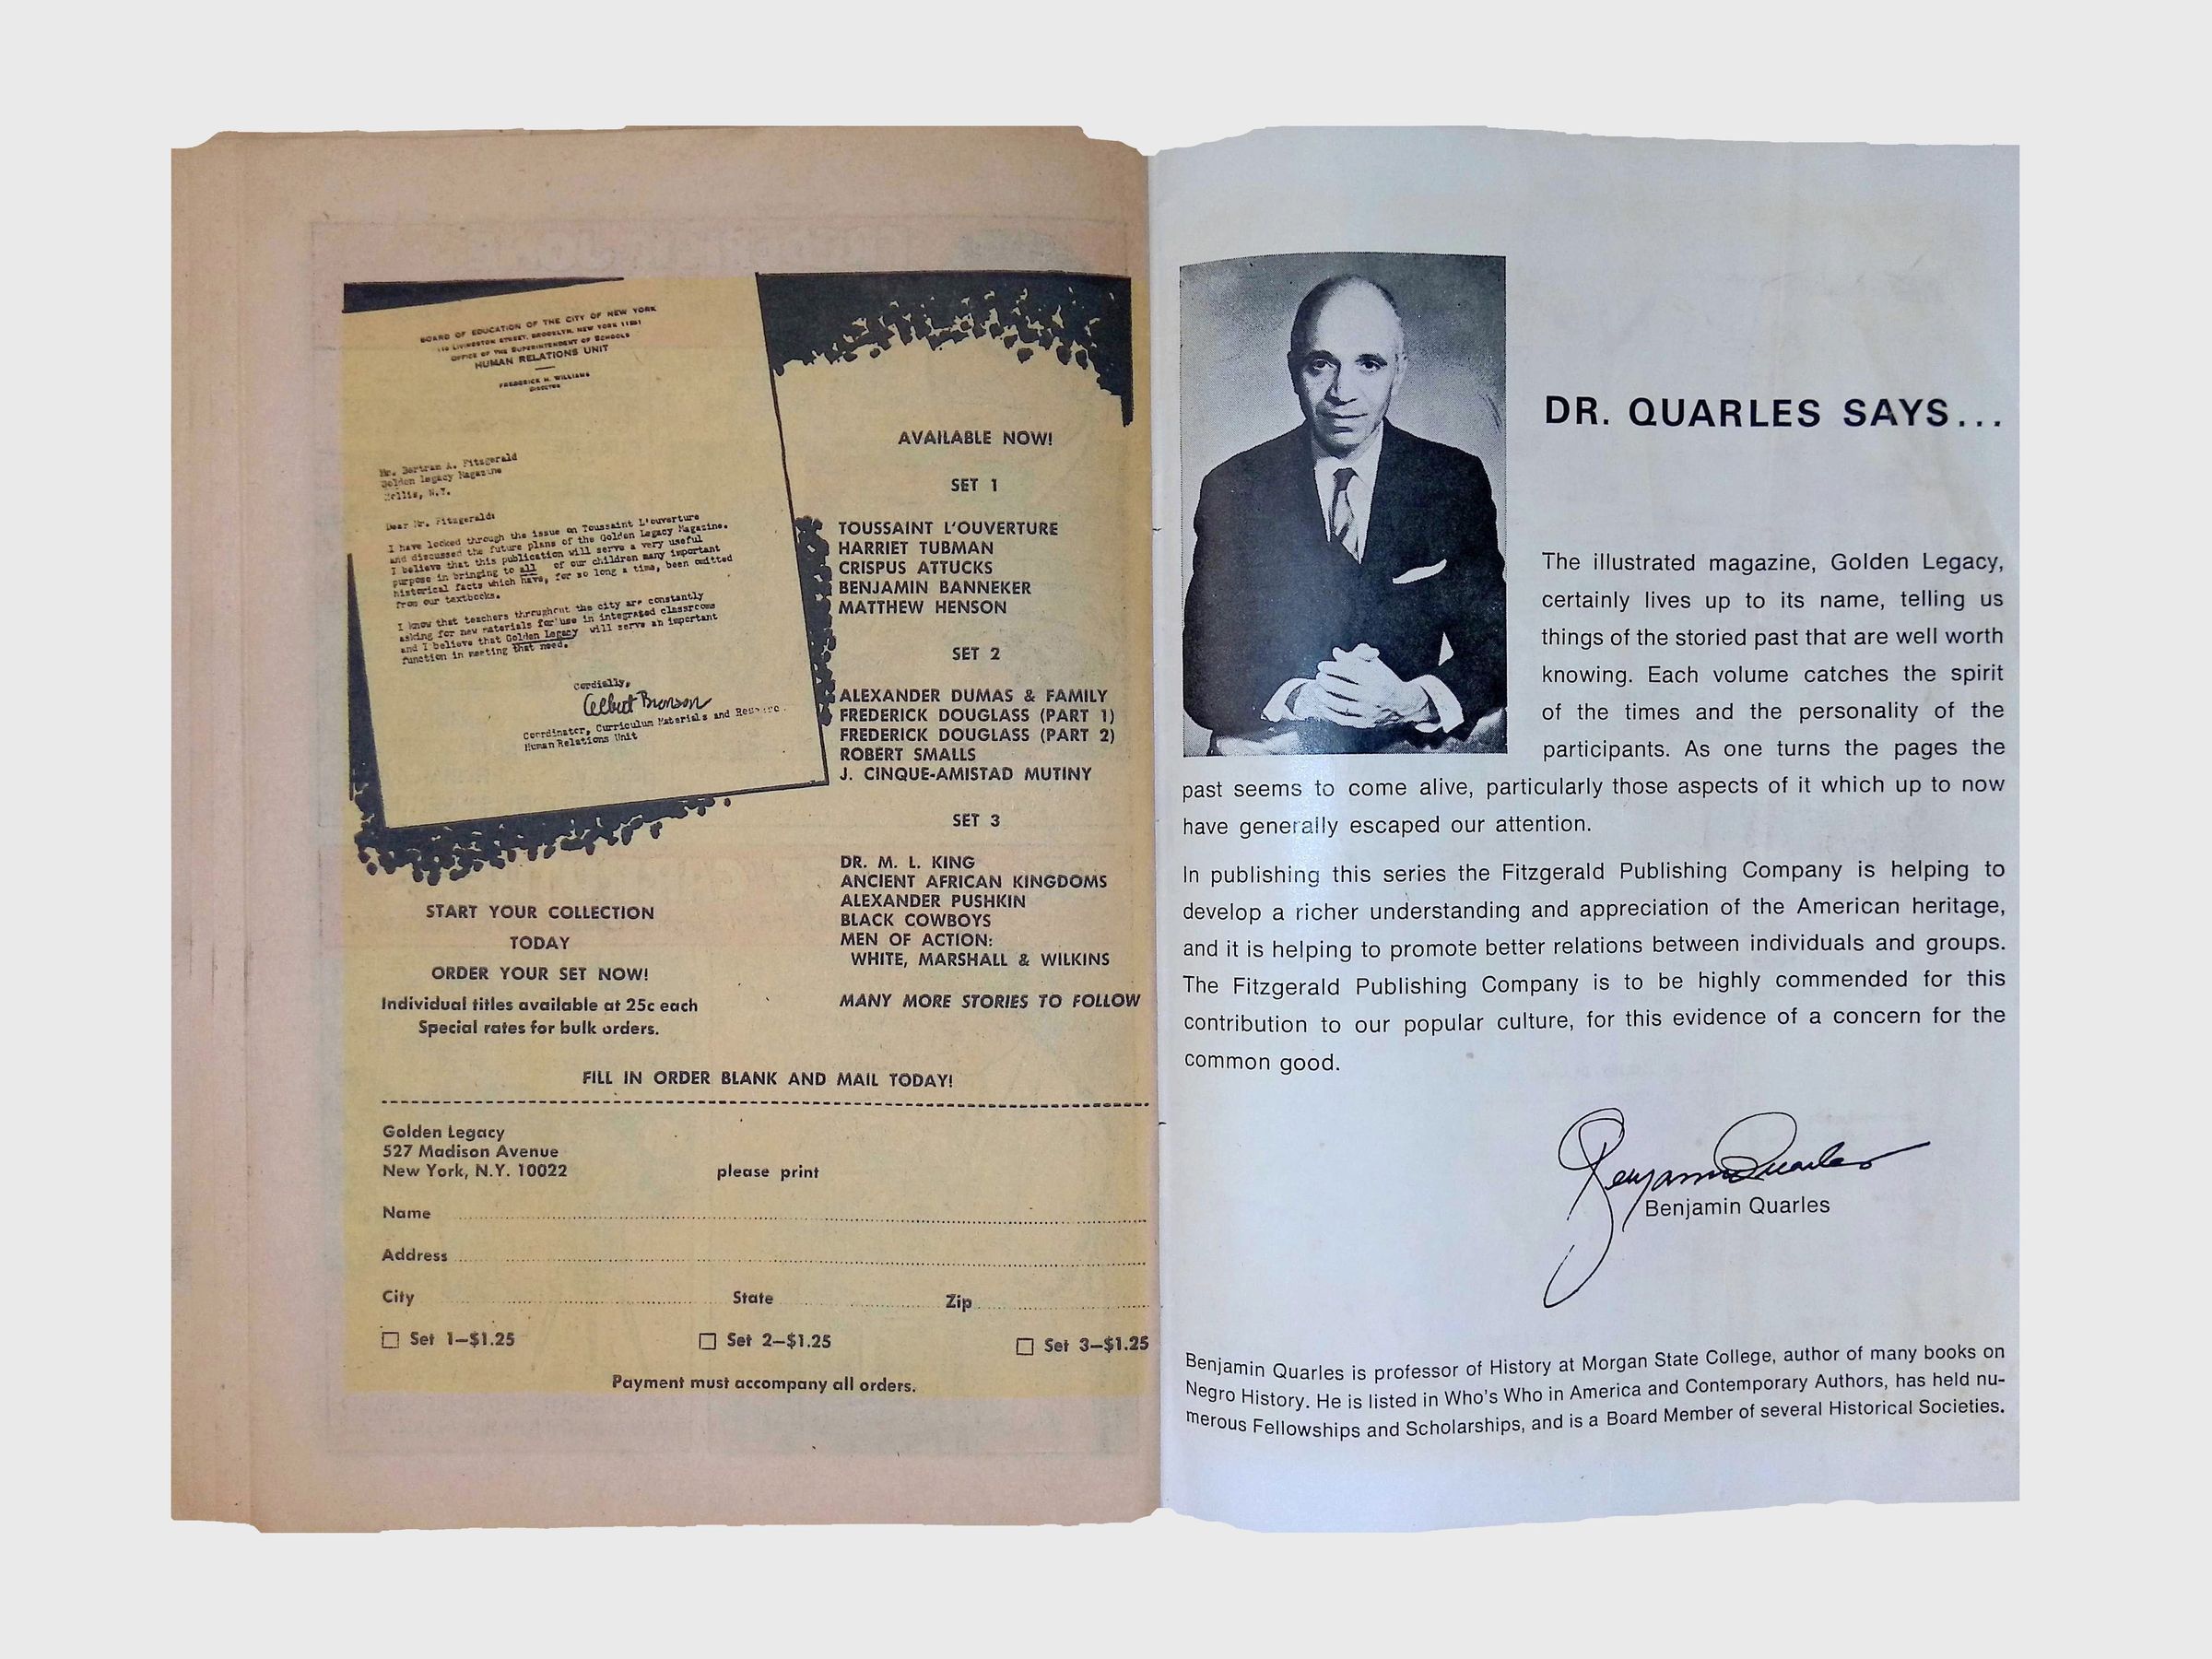 BOARD OF EDUCATION OF THE CITY OF NEW YORK
110 LIVINGSTON STREET, BROOKLYN, NEW YORK 11201
OFFICE OF THE SUPERINTENDENT OF SCHOOLS
HUMAN RELATIONS UNIT
FREDERICK H. WILLIAMS
DIRECTOR
Mr. Bertram A. Fitzgerald
Golden Legacy Magazine
Hollis, N.Y.
Dear Mr. Fitzgerald:
I have looked through the issue on Toussaint L'ouverture
and discussed the future plans of the Golden Legacy Magazine.
I believe that this publication will serve a very useful
purpose in bringing to all of our children many important
historical facts which have, for so long a time, been omitted
from our textbooks.
I know that teachers throughout the city are constantly
asking for new materials for use in integrated classrooms
and I believe that Golden Legacy will serve an important
function in meeting that need.
Cordially,
Albert Bronson
Coordinator, Curriculum Materials and
Human Relations Unit
AVAILABLE NOW!
SET 1
TOUSSAINT L'OUVERTURE
HARRIET TUBMAN
CRISPUS ATTUCKS
BENJAMIN BANNEKER
MATTHEW HENSON
SET 2
ALEXANDER DUMAS & FAMILY
FREDERICK DOUGLASS (PART 1)
FREDERICK DOUGLASS (PART 2)
ROBERT SMALLS
J. CINQUE-AMISTAD MUTINY
SET 3
DR. M. L. KING
ANCIENT AFRICAN KINGDOMS
ALEXANDER PUSHKIN
BLACK COWBOYS
MEN OF ACTION:
WHITE, MARSHALL & WILKINS
MANY MORE STORIES TO FOLLOW
START YOUR COLLECTION
TODAY
ORDER YOUR SET NOW!
Individual titles available at 25c each
Special rates for bulk orders.
FILL IN ORDER BLANK AND MAIL TODAY!
Golden Legacy
527 Madison Avenue
New York, N.Y. 10022 please print
Name
Address
City State Zip
Set 1–$1.25 Set 2–$1.25 Set 3–$1.25
Payment must accompany all orders.
DR. QUARLES SAYS...
The illustrated magazine, Golden Legacy,
certainly lives up to its name, telling us
things of the storied past that are well worth
knowing. Each volume catches the spirit
of the times and the personality of the
participants. As one turns the pages the
past seems to come alive, particularly those aspects of it which up to now
have generally escaped our attention.
In publishing this series the Fitzgerald Publishing Company is helping to
develop a richer understanding and appreciation of the American heritage,
and it is helping to promote better relations between individuals and groups.
The Fitzgerald Publishing Company is to be highly commended for this
contribution to our popular culture, for this evidence of a concern for the
common good.
Benjamin Quarles
Benjamin Quarles
Benjamin Quarles is professor of History at Morgan State College, author of many books on
Negro History. He is listed in Who's Who in America and Contemporary Authors, has held nu-
merous Fellowships and Scholarships, and is a Board Member of several Historical Societies.